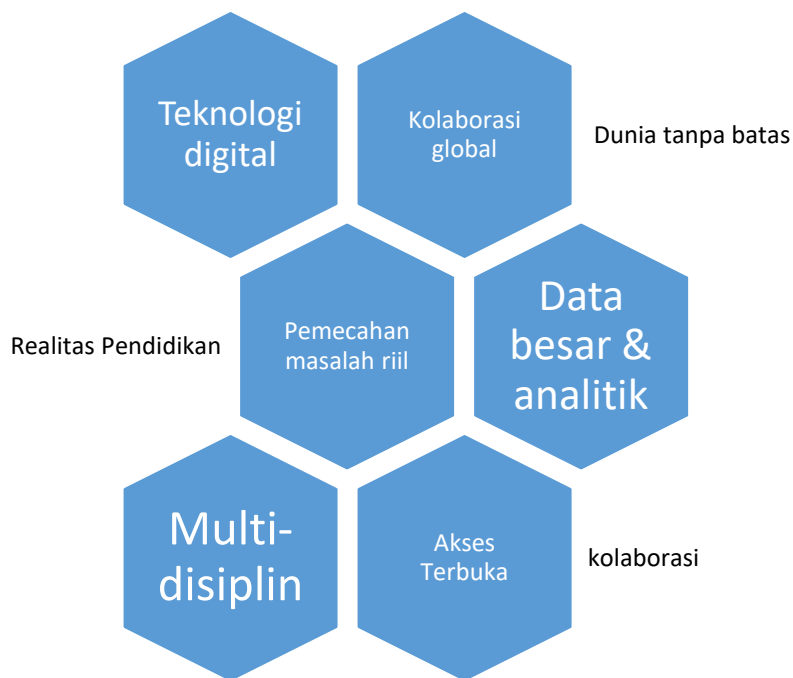 Teknologi
digital
Kolaborasi
global
Dunia tanpa batas
Realitas Pendidikan
Pemecahan
masalah riil
Data
besar &
analitik
Multi-
disiplin
Akses
Terbuka
kolaborasi